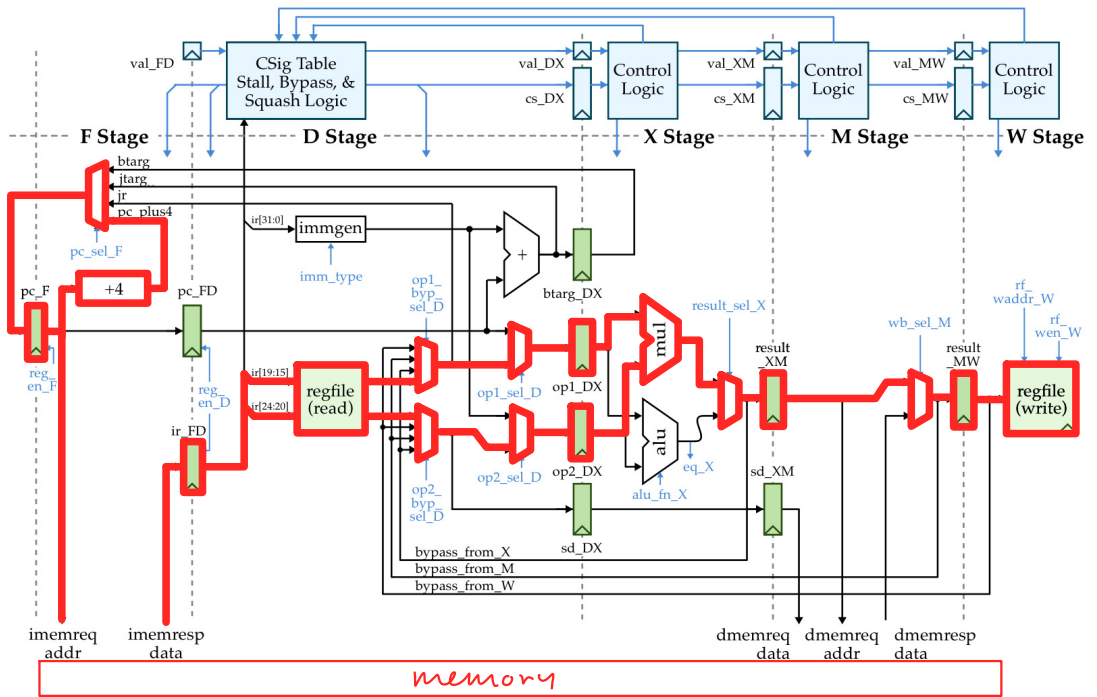 val_FD
CSig Table
Stall, Bypass, &
Squash Logic
val_DX
cs_DX
Control
Logic
val_XM
cs_XM
Control
Logic
val_MW
cs_MW
Control
Logic
F Stage
D Stage
X Stage
M Stage
W Stage
btarg
jtarg
jr
pc_plus4
pc_sel_F
ir[31:0]
immgen
imm_type
+
btarg_DX
pc_F
+4
pc_FD
reg_
en_F
reg_
en_D
ir_FD
ir[19:15]
ir[24:20]
regfile
(read)
op1_
byp_
sel_D
op1_sel_D
op1_DX
op2_
byp_
sel_D
op2_sel_D
op2_DX
mul
alu
alu_fn_X
eq_X
result_sel_X
result
_XM
wb_sel_M
result
_MW
rf_
waddr_W
rf_
wen_W
regfile
(write)
sd_DX
sd_XM
bypass_from_X
bypass_from_M
bypass_from_W
imemreq
addr
imemresp
data
dmemreq
data
dmemreq
addr
dmemresp
data
memory